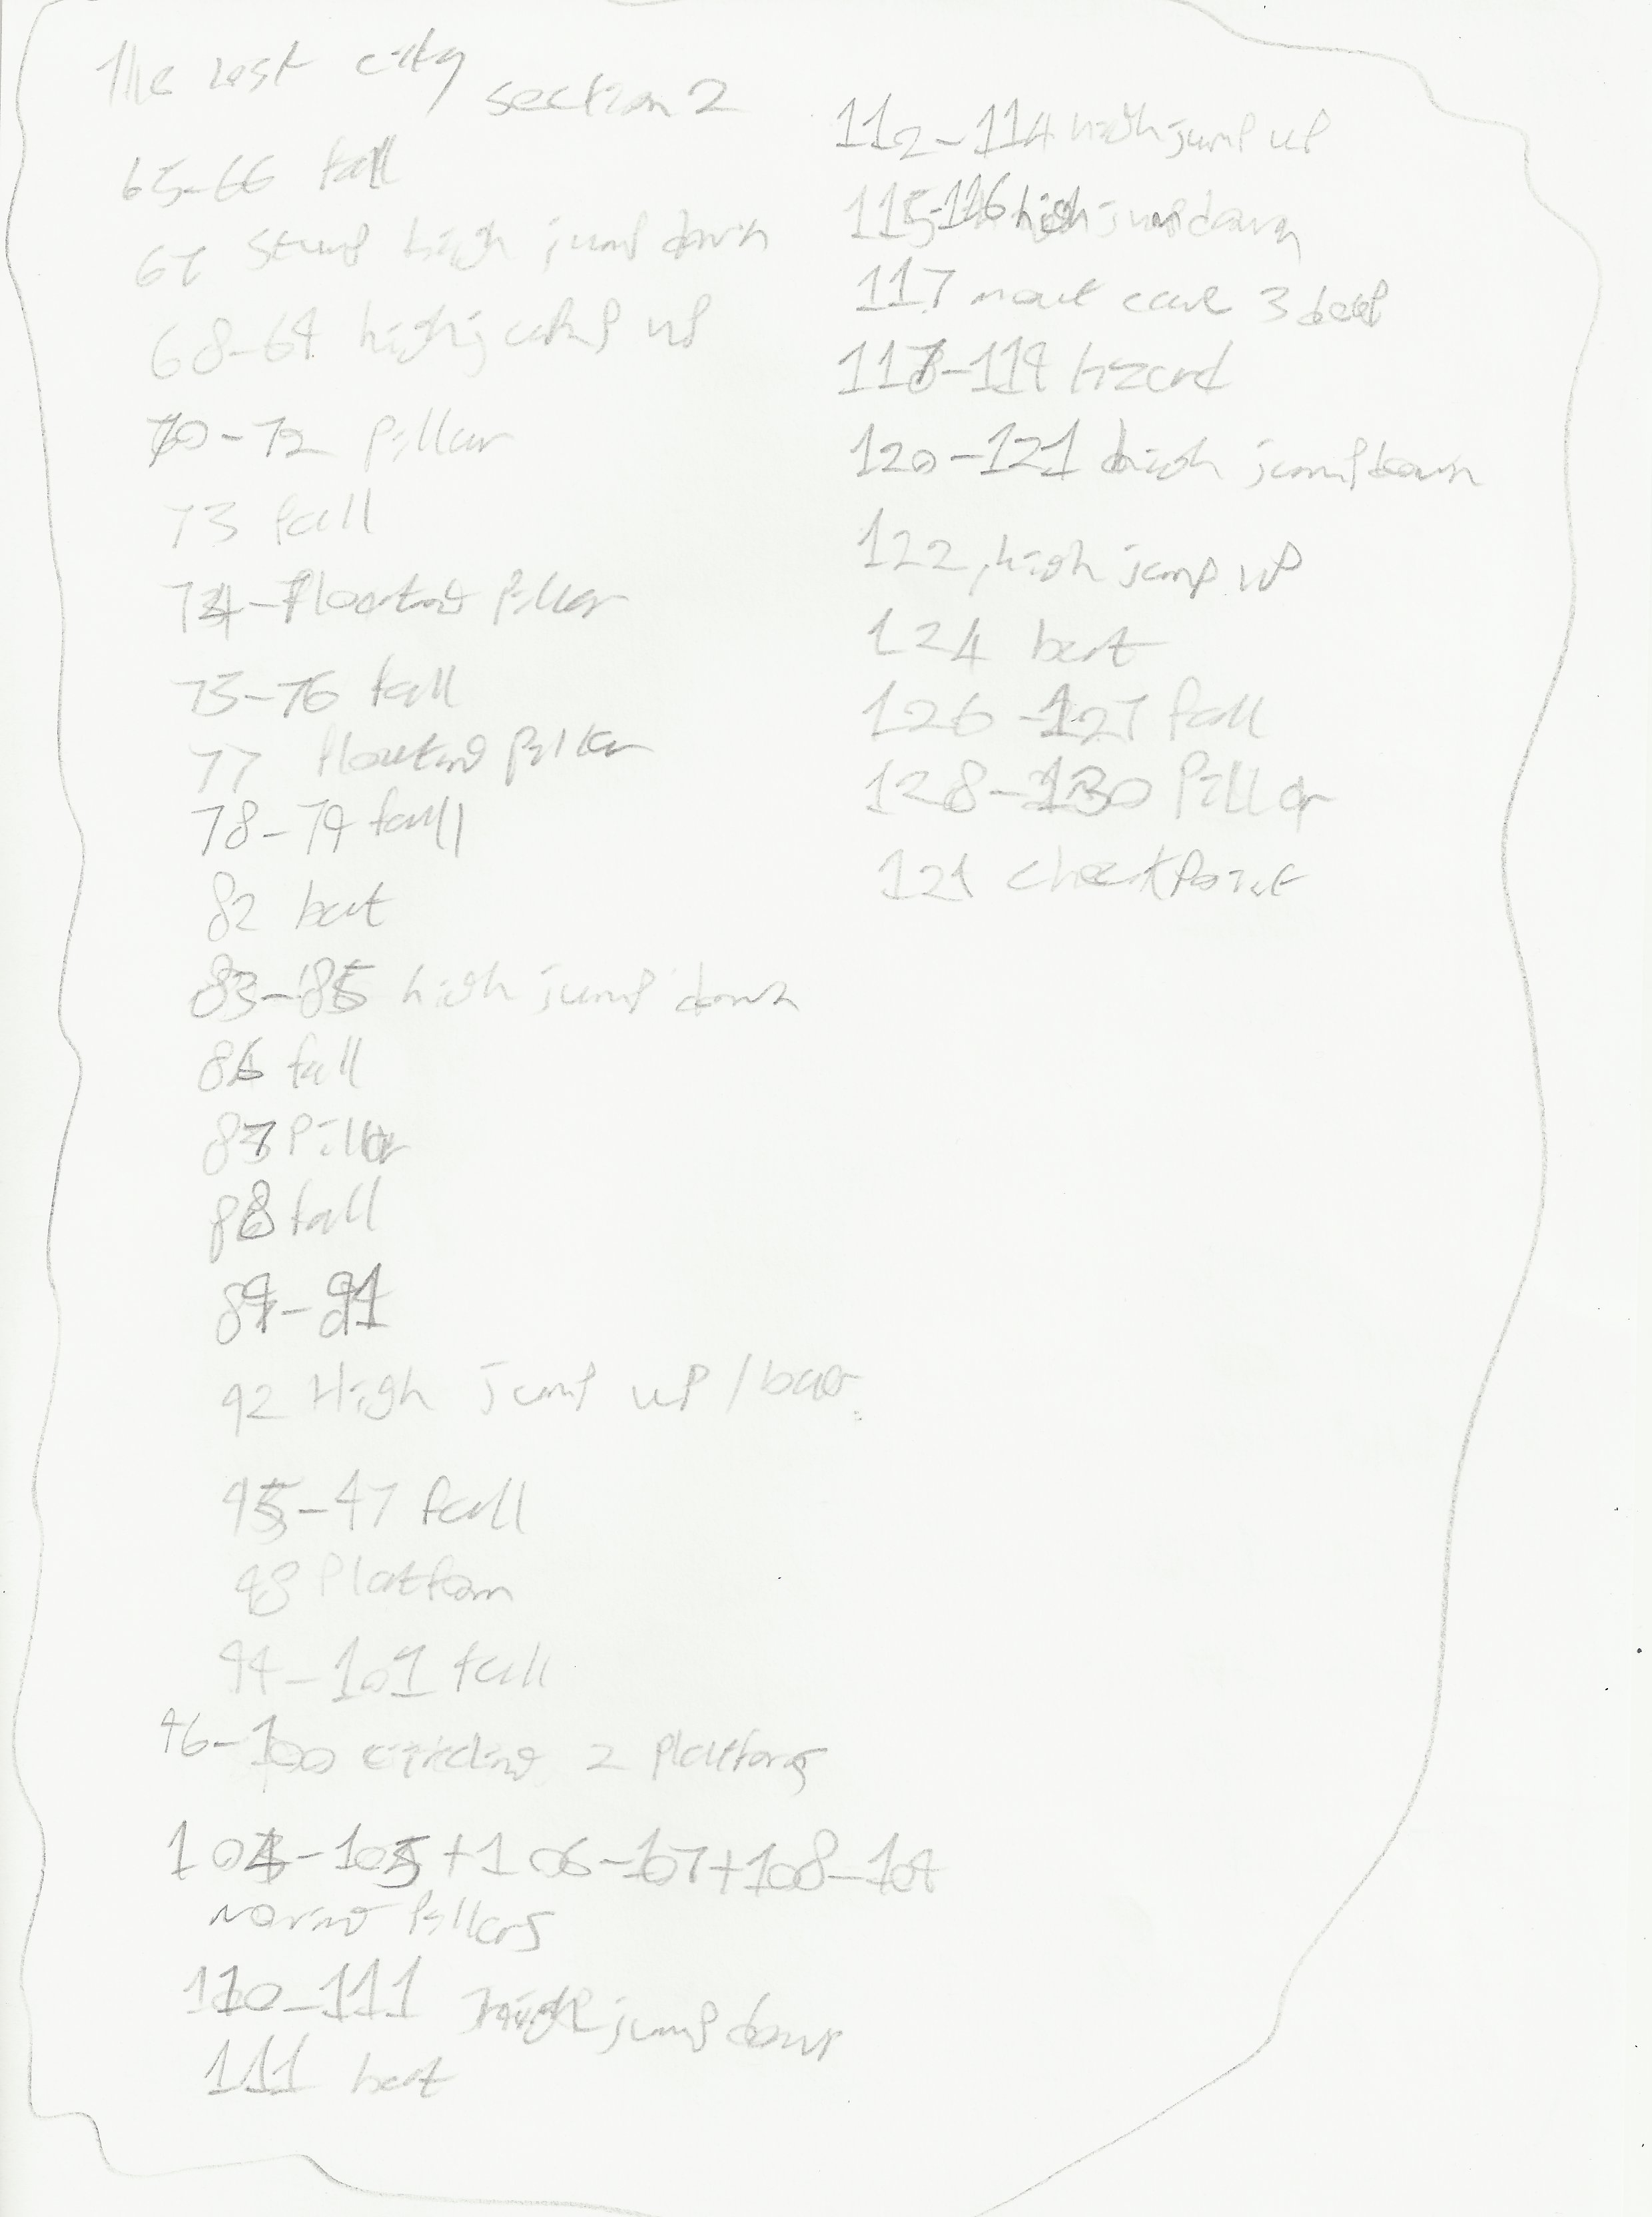 The Lost city section 2
65-66 fall
67 stump high jump down
68-69 high jump up
70-72 pillar
73 fall
74-floating pillar
75-76 fall
77 floating pillar
78-79 fall
82 bat
83-85 high jump down
86 fall
87 Pillar
88 fall
89-91
92 High jump up /
95-97 fall
98 Platform
99-101 fall
96-100 circling 2 platforms
104-105+106-107+108-109
moving pillars
110-111 high jump down
111 bat
112-114 high jump up
115-116 high jump down
117 3 deep
118-119 lizard
120-121 high jump down
122 high jump up
124 bat
126-127 fall
128-130 Pillar
121 checkPoint